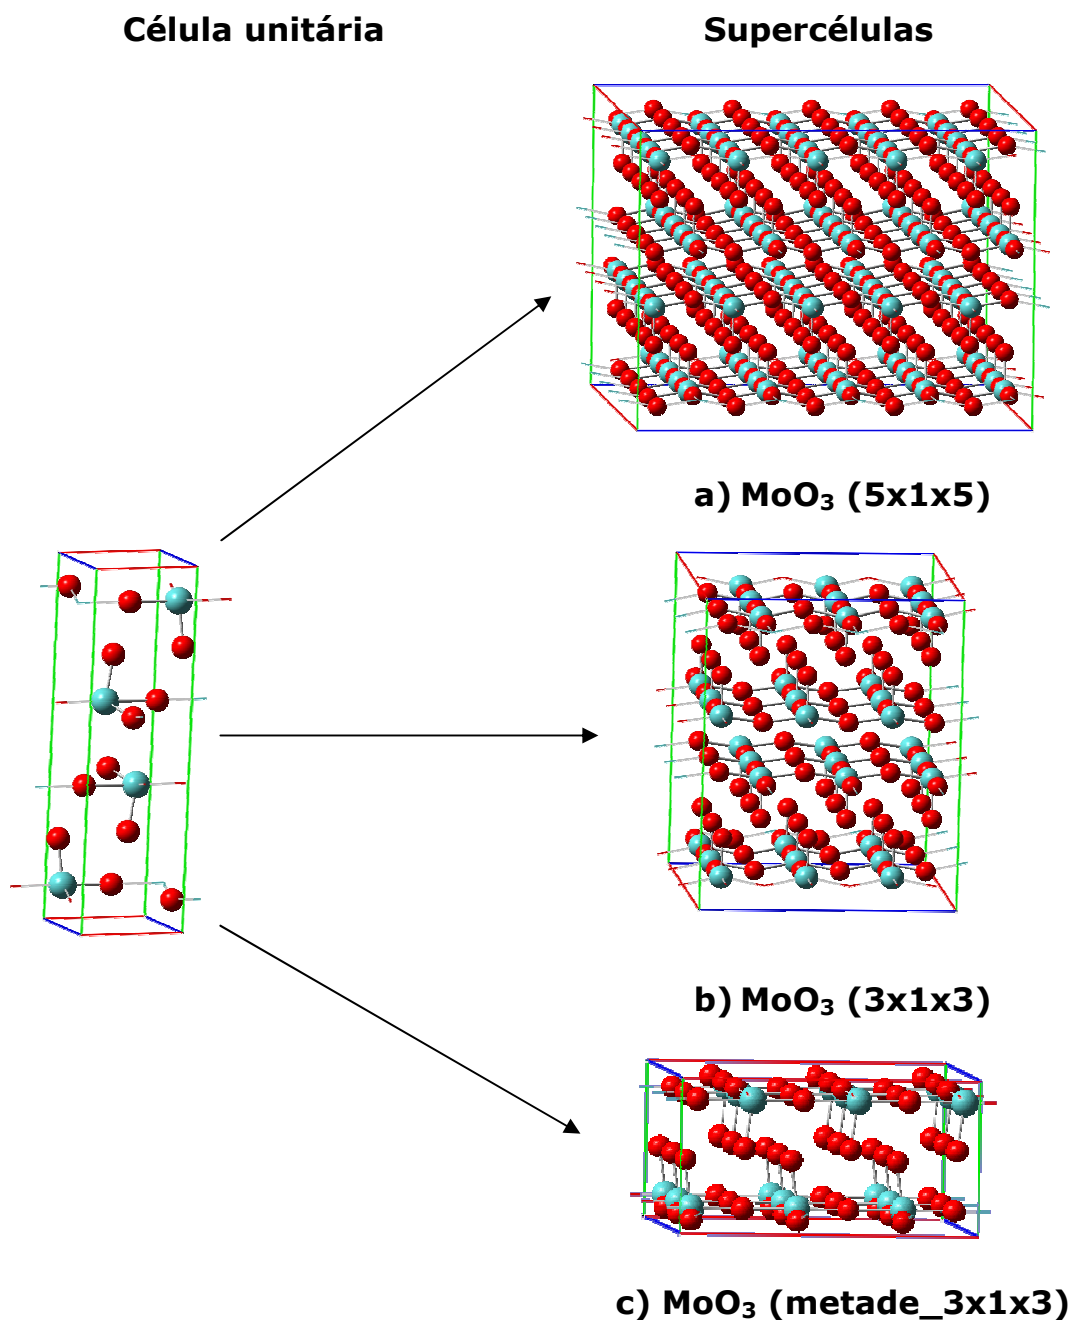 Célula unitária
Supercélulas
a) MoO₃ (5x1x5)
b) MoO₃ (3x1x3)
c) MoO₃ (metade_3x1x3)